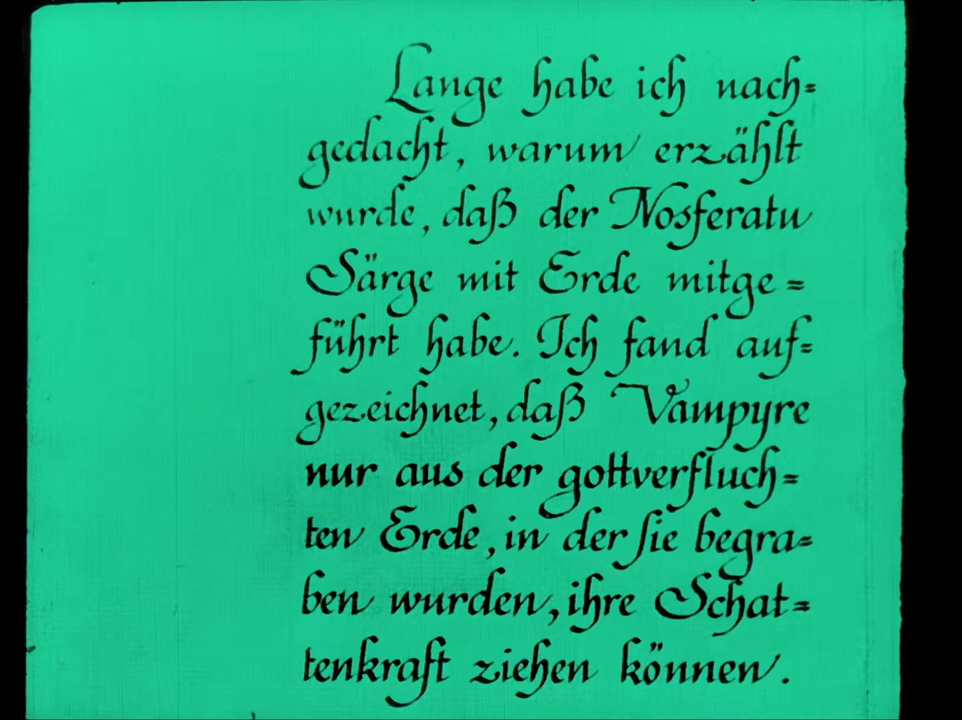 Lange habe ich nach=
gedacht, warum erzählt
wurde, daß der Nosferatu
Särge mit Erde mitge=
führt habe. Ich fand auf=
gezeichnet, daß Vampyre
nur aus der gottverfluch=
ten Erde, in der sie begra=
ben wurden, ihre Schat=
tenkraft ziehen können.